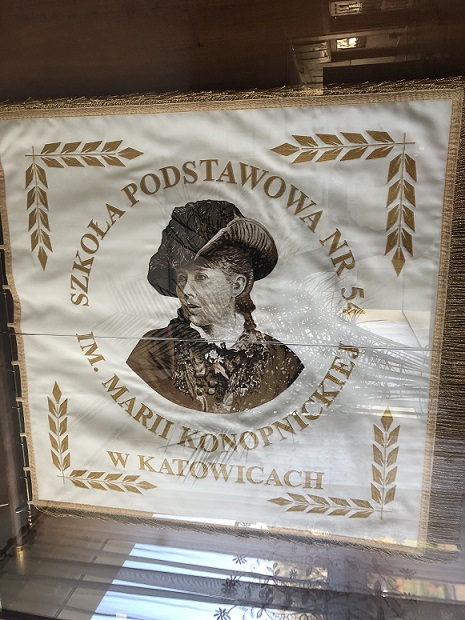 SZKOŁA PODSTAWOWA NR 54
IM. MARII KONOPNICKIEJ
W KATOWICACH